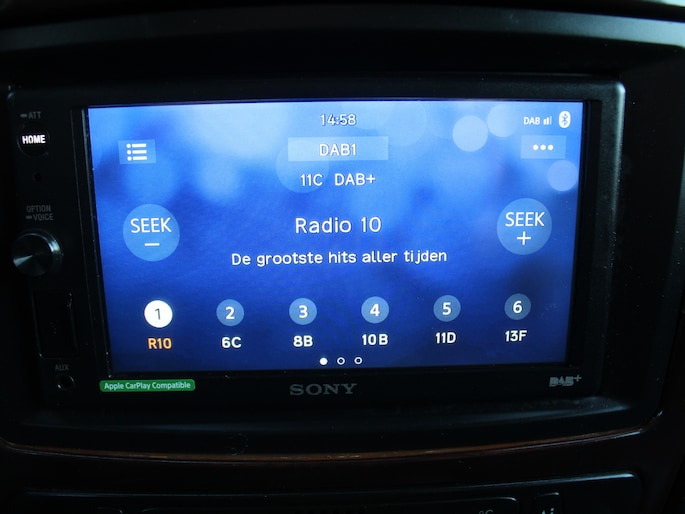 ATT
HOME
OPTION
VOICE
AUX
14:58
DAB
DAB1
11C DAB+
SEEK
−
Radio 10
SEEK
+
De grootste hits aller tijden
1 2 3 4 5 6
R10 6C 8B 10B 11D 13F
Apple CarPlay Compatible
SONY
DAB+
°C